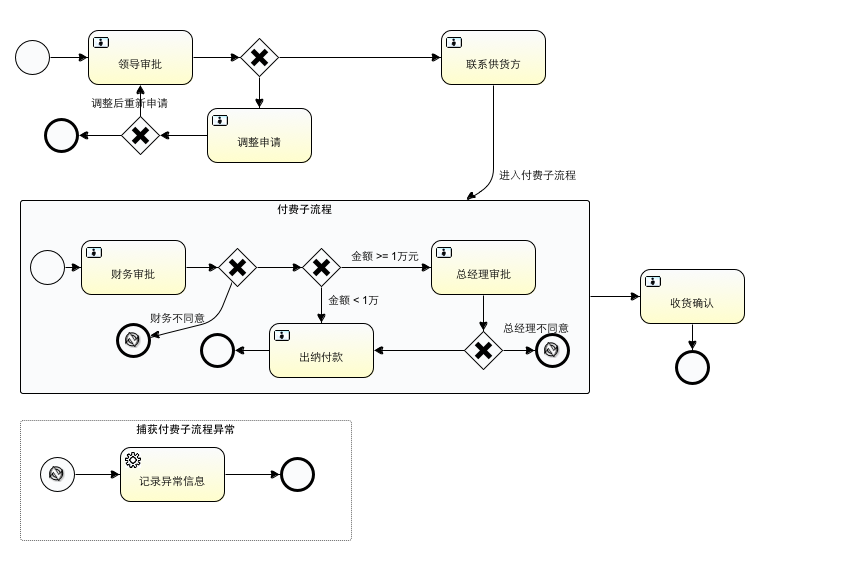 领导审批
联系供货方
调整后重新申请
调整申请
进入付费子流程
付费子流程
财务审批
金额 >= 1万元
总经理审批
金额 < 1万
财务不同意
总经理不同意
出纳付款
收货确认
捕获付费子流程异常
记录异常信息